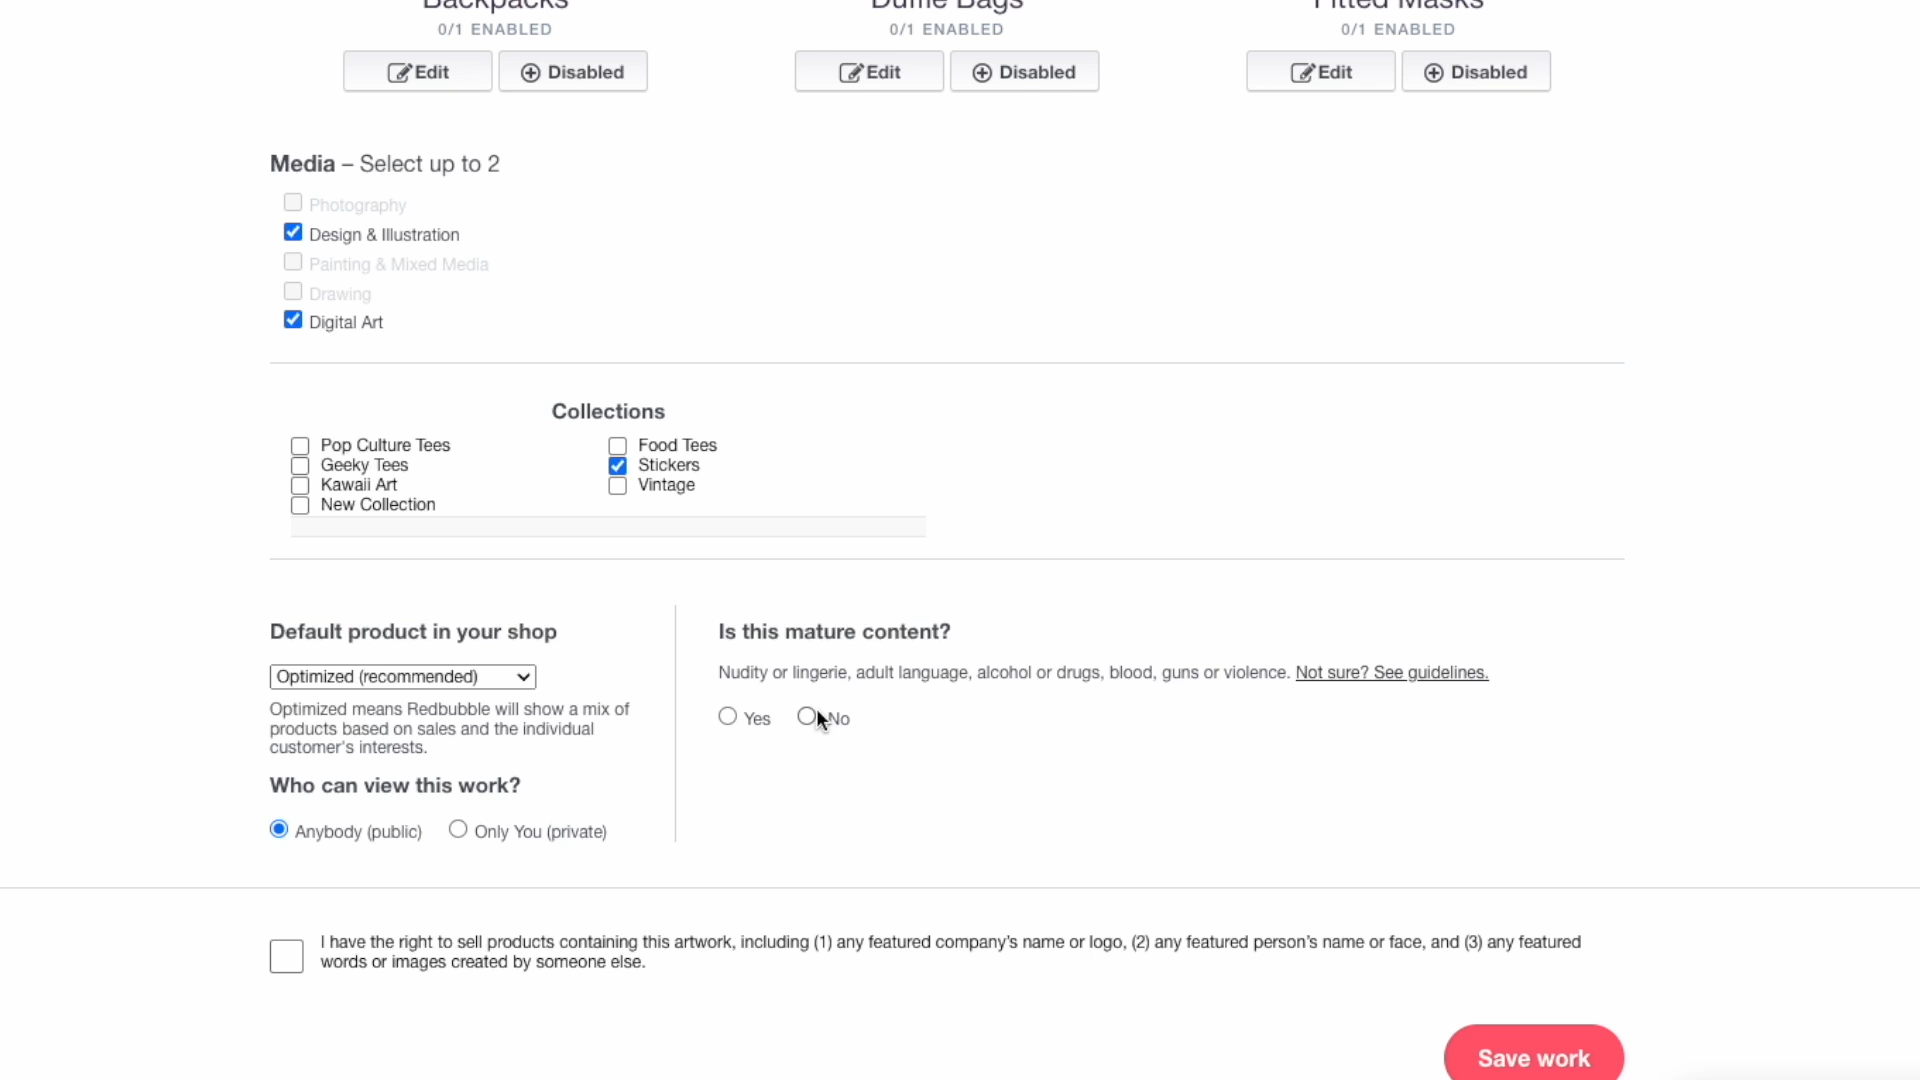 Backpacks Duffle Bags Fitted Masks
0/1 ENABLED 0/1 ENABLED 0/1 ENABLED
Edit Disabled Edit Disabled Edit Disabled
Media – Select up to 2
Photography
Design & Illustration
Painting & Mixed Media
Drawing
Digital Art
Collections
Pop Culture Tees Food Tees
Geeky Tees Stickers
Kawaii Art Vintage
New Collection
Default product in your shop
Optimized (recommended)
Optimized means Redbubble will show a mix of
products based on sales and the individual
customer's interests.
Who can view this work?
Anybody (public) Only You (private)
Is this mature content?
Nudity or lingerie, adult language, alcohol or drugs, blood, guns or violence. Not sure? See guidelines.
Yes No
I have the right to sell products containing this artwork, including (1) any featured company's name or logo, (2) any featured person's name or face, and (3) any featured
words or images created by someone else.
Save work